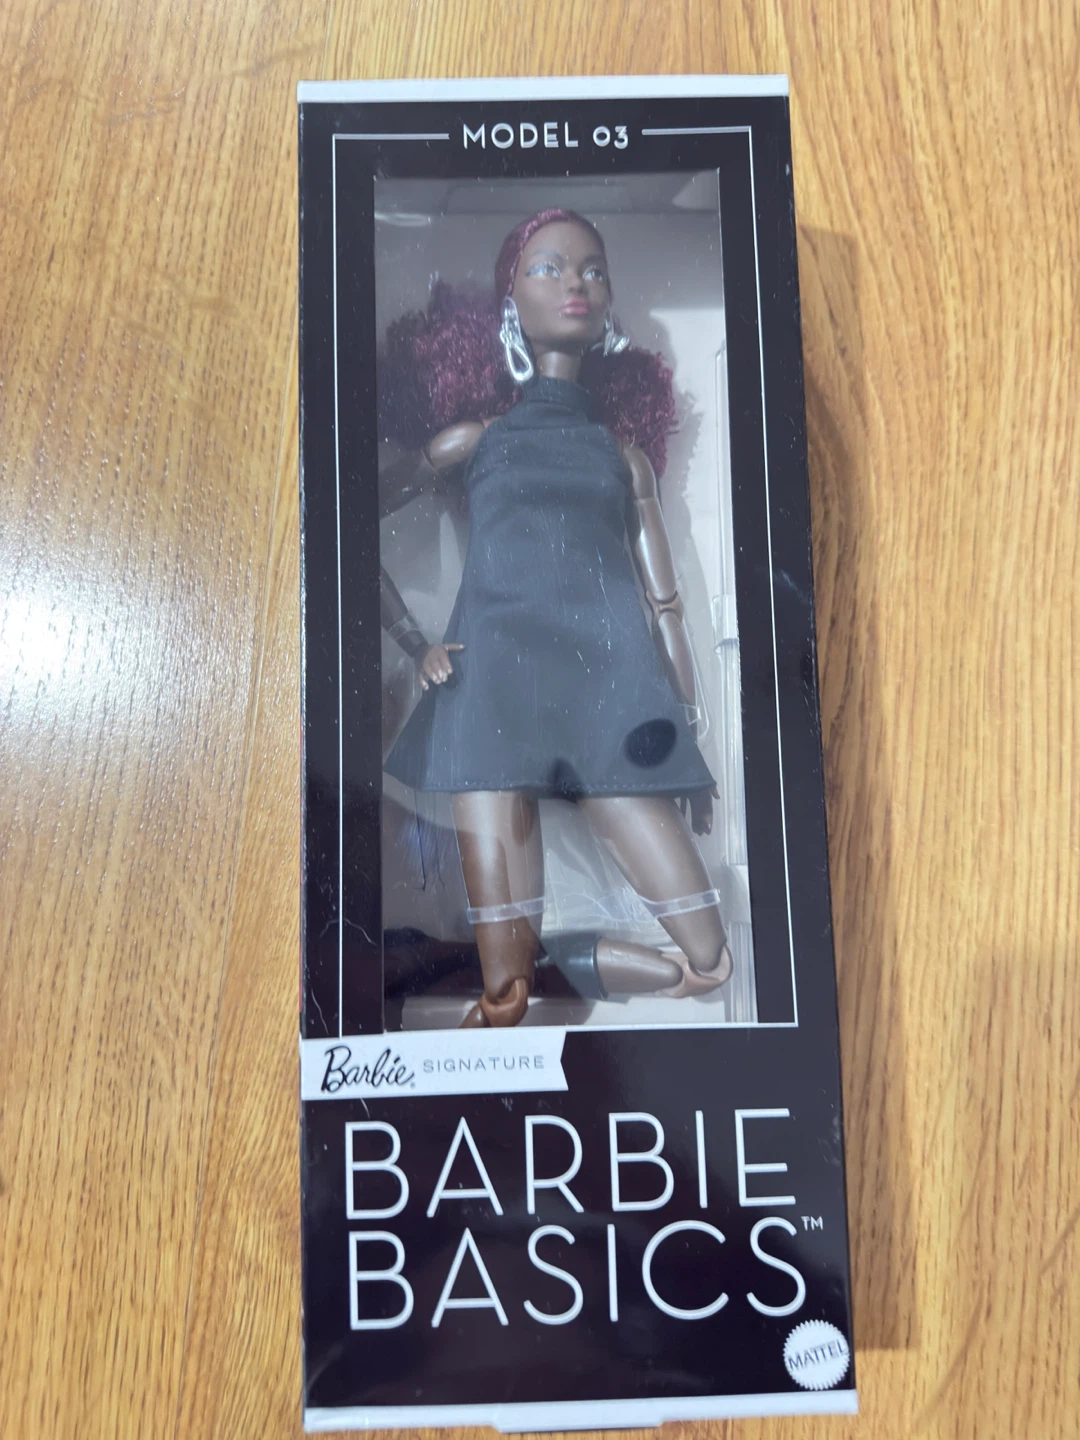 MODEL 03
Barbie SIGNATURE
BARBIE
BASICS™
MATTEL